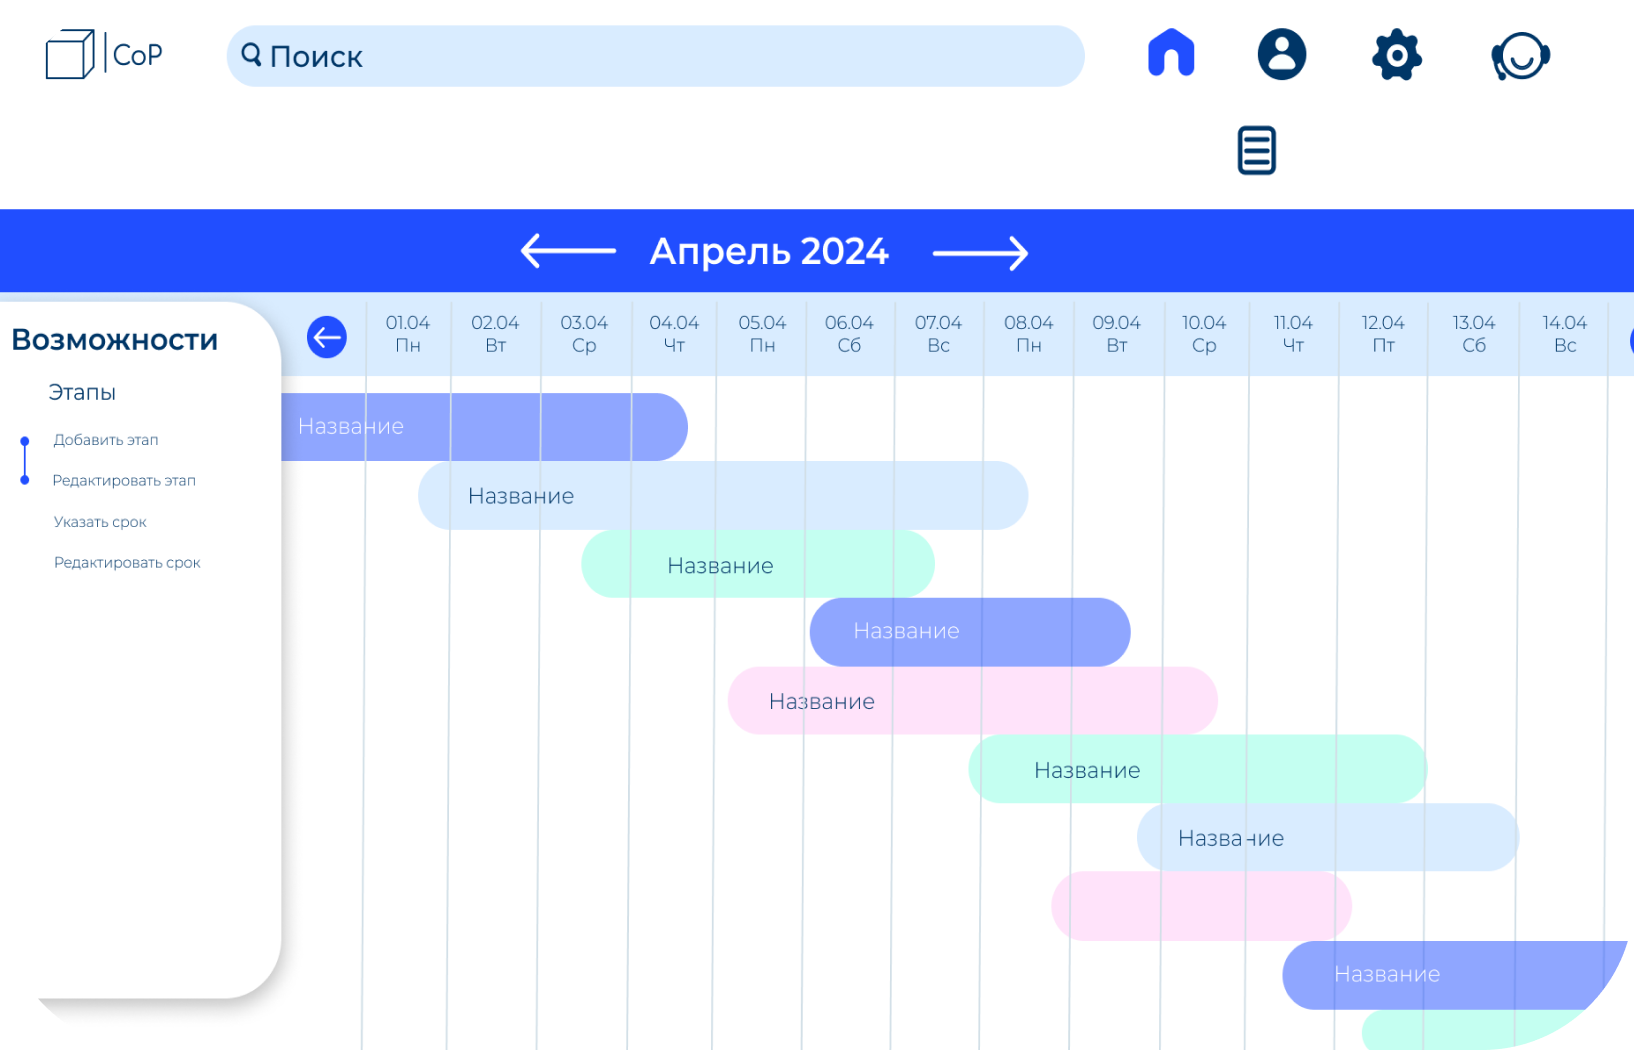 CoP
Поиск
Апрель 2024
01.04 02.04 03.04 04.04 05.04 06.04 07.04 08.04 09.04 10.04 11.04 12.04 13.04 14.04
Пн Вт Ср Чт Пн Сб Вс Пн Вт Ср Чт Пт Сб Вс
Возможности
Этапы
Добавить этап
Редактировать этап
Указать срок
Редактировать срок
Название
Название
Название
Название
Название
Название
Название
Название